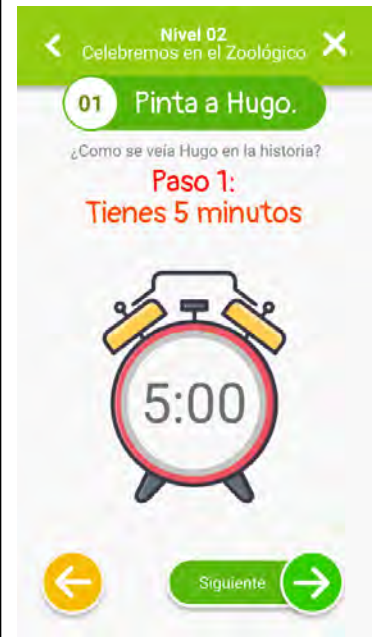 Nivel 02
Celebremos en el Zoológico
01 Pinta a Hugo.
¿Como se veía Hugo en la historia?
Paso 1:
Tienes 5 minutos
5:00
Siguiente